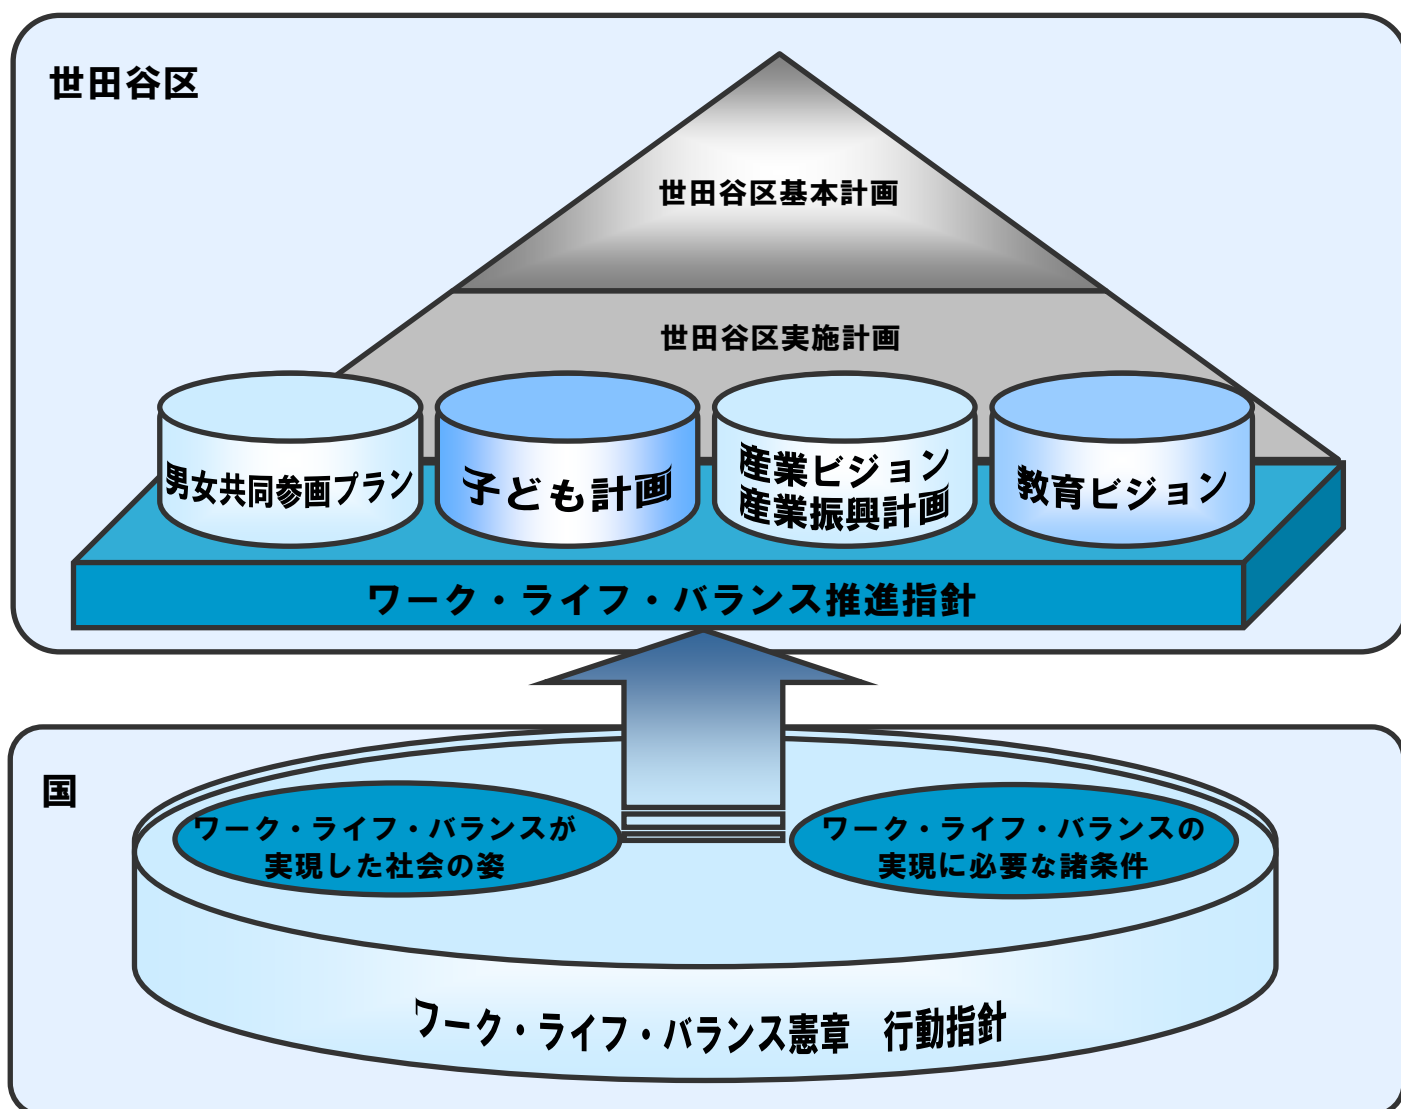 世田谷区
世田谷区基本計画
世田谷区実施計画
男女共同参画プラン
子ども計画
産業ビジョン
産業振興計画
教育ビジョン
ワーク・ライフ・バランス推進指針
国
ワーク・ライフ・バランスが
実現した社会の姿
ワーク・ライフ・バランスの
実現に必要な諸条件
ワーク・ライフ・バランス憲章　行動指針